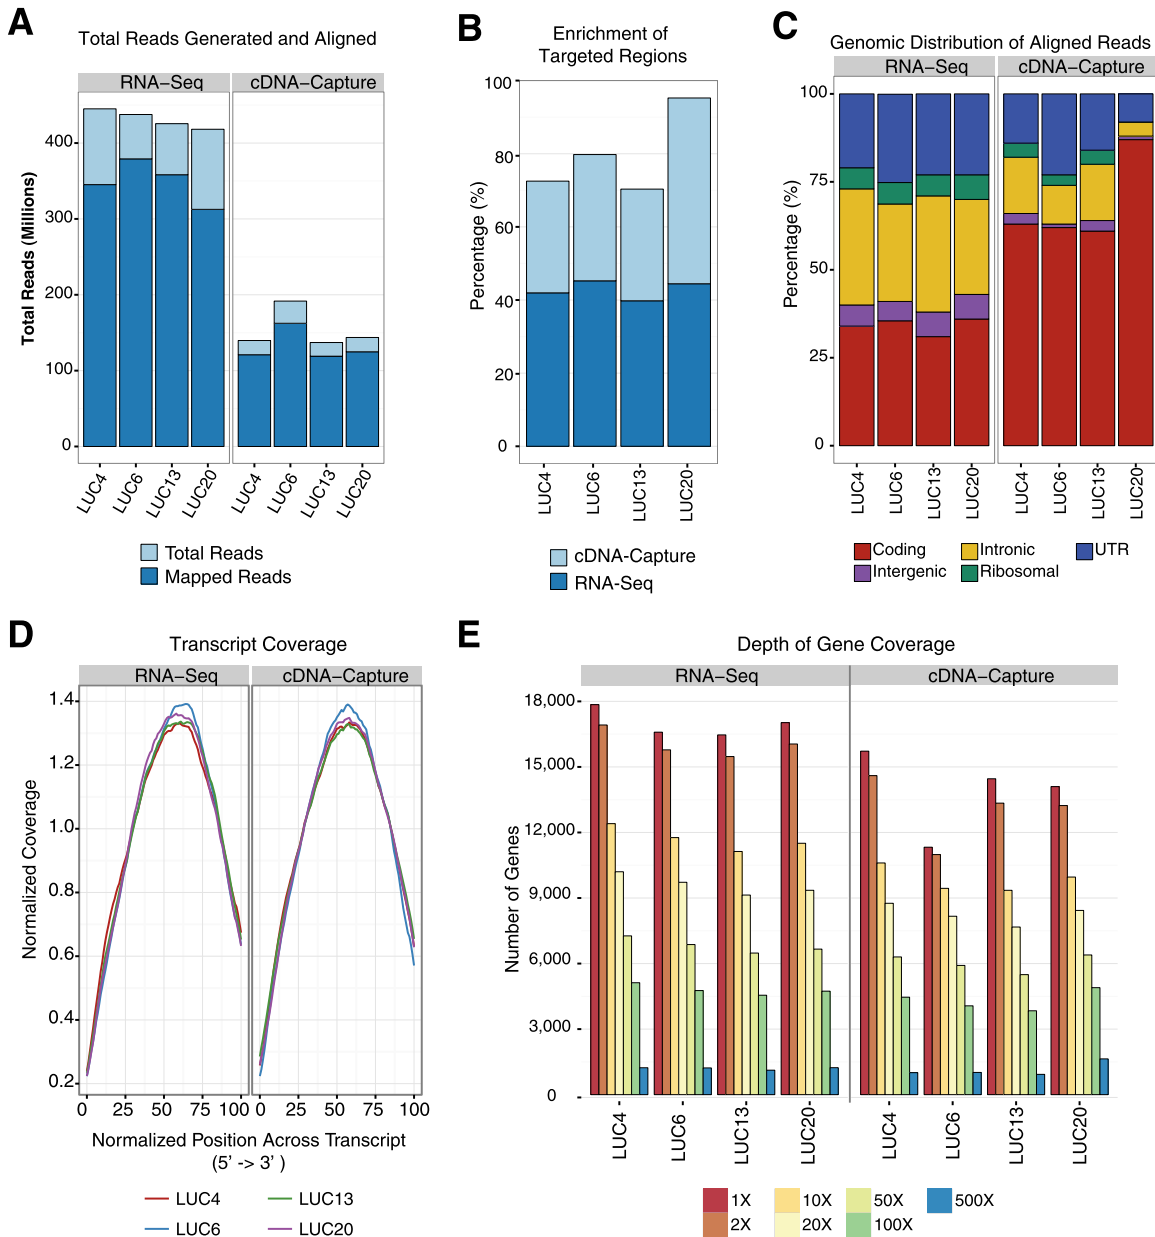 A
Total Reads Generated and Aligned
RNA−Seq
cDNA−Capture
Total Reads (Millions)
400
300
200
100
0
LUC4
LUC6
LUC13
LUC20
LUC4
LUC6
LUC13
LUC20
Total Reads
Mapped Reads
B
Enrichment of
Targeted Regions
Percentage (%)
100
80
60
40
20
0
LUC4
LUC6
LUC13
LUC20
cDNA-Capture
RNA-Seq
C
Genomic Distribution of Aligned Reads
RNA−Seq
cDNA−Capture
Percentage (%)
100
75
50
25
0
LUC4
LUC6
LUC13
LUC20
LUC4
LUC6
LUC13
LUC20
Coding
Intronic
UTR
Intergenic
Ribosomal
D
Transcript Coverage
RNA−Seq
cDNA−Capture
Normalized Coverage
1.4
1.2
1.0
0.8
0.6
0.4
0.2
0
25
50
75
100
0
25
50
75
100
Normalized Position Across Transcript
(5’ -> 3’ )
LUC4
LUC13
LUC6
LUC20
E
Depth of Gene Coverage
RNA−Seq
cDNA−Capture
Number of Genes
18,000
15,000
12,000
9,000
6,000
3,000
0
LUC4
LUC6
LUC13
LUC20
LUC4
LUC6
LUC13
LUC20
1X
10X
50X
500X
2X
20X
100X